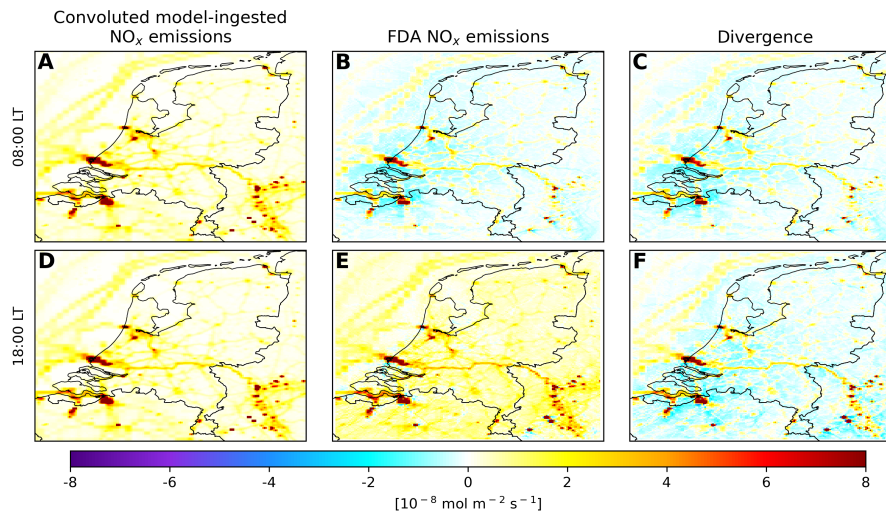 Convoluted model-ingested
NOₓ emissions
FDA NOₓ emissions
Divergence
08:00 LT
A
B
C
18:00 LT
D
E
F
-8
-6
-4
-2
0
2
4
6
8
[10⁻⁸ mol m⁻² s⁻¹]